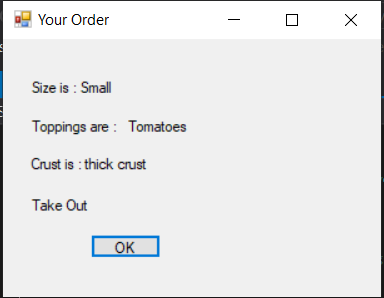 Your Order
Size is : Small
Toppings are :   Tomatoes
Crust is : thick crust
Take Out
OK